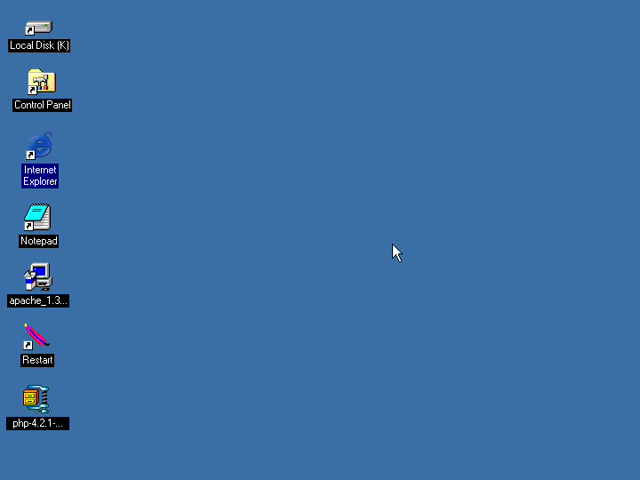 Local Disk (K)
Control Panel
Internet
Explorer
Notepad
apache_1.3...
Restart
php-4.2.1-...